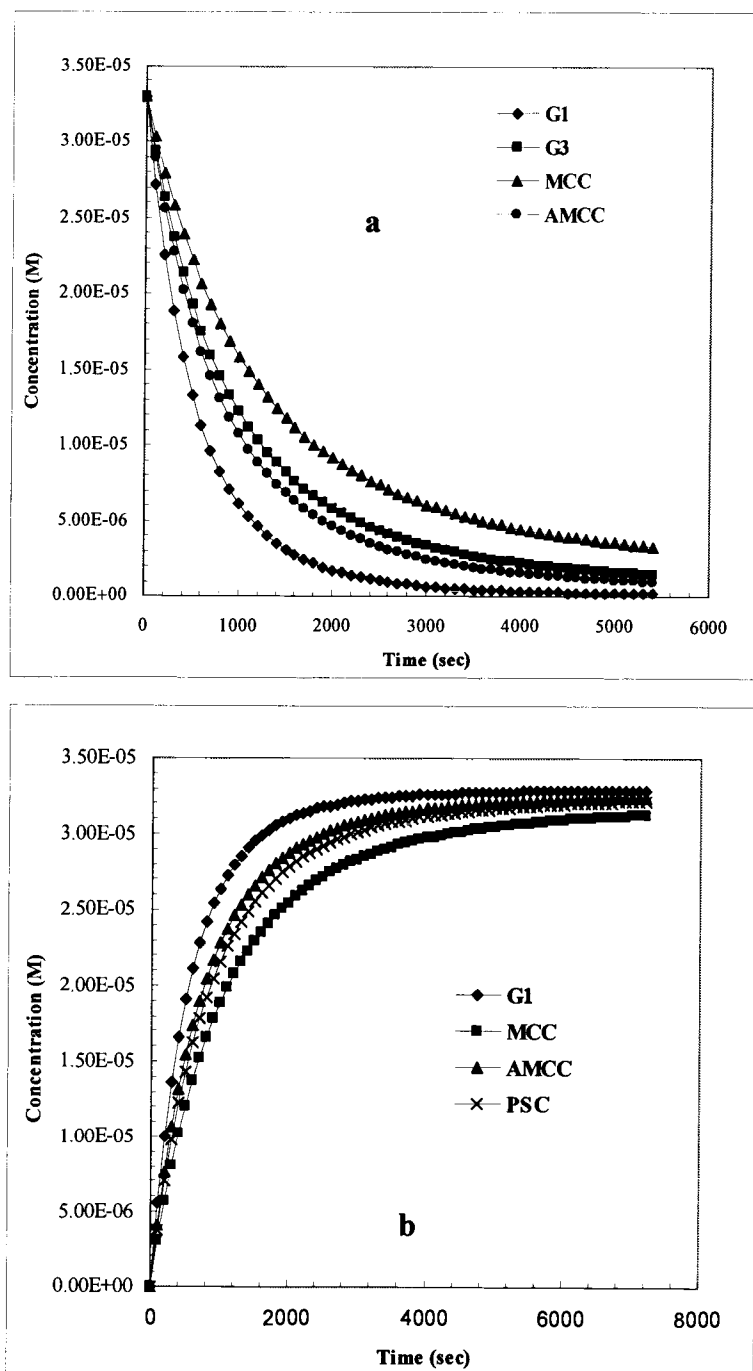 3.50E-05
3.00E-05
2.50E-05
2.00E-05
1.50E-05
1.00E-05
5.00E-06
0.00E+00
Concentration (M)
G1
G3
MCC
AMCC
a
0 1000 2000 3000 4000 5000 6000
Time (sec)
3.50E-05
3.00E-05
2.50E-05
2.00E-05
1.50E-05
1.00E-05
5.00E-06
0.00E+00
Concentration (M)
G1
MCC
AMCC
PSC
b
0 2000 4000 6000 8000
Time (sec)